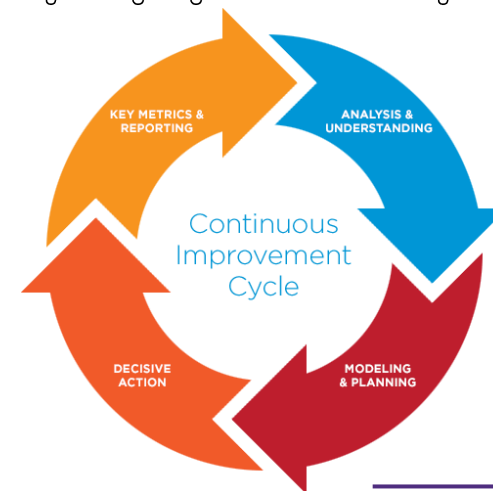 KEY METRICS &
REPORTING
ANALYSIS &
UNDERSTANDING
Continuous
Improvement
Cycle
DECISIVE
ACTION
MODELING
& PLANNING